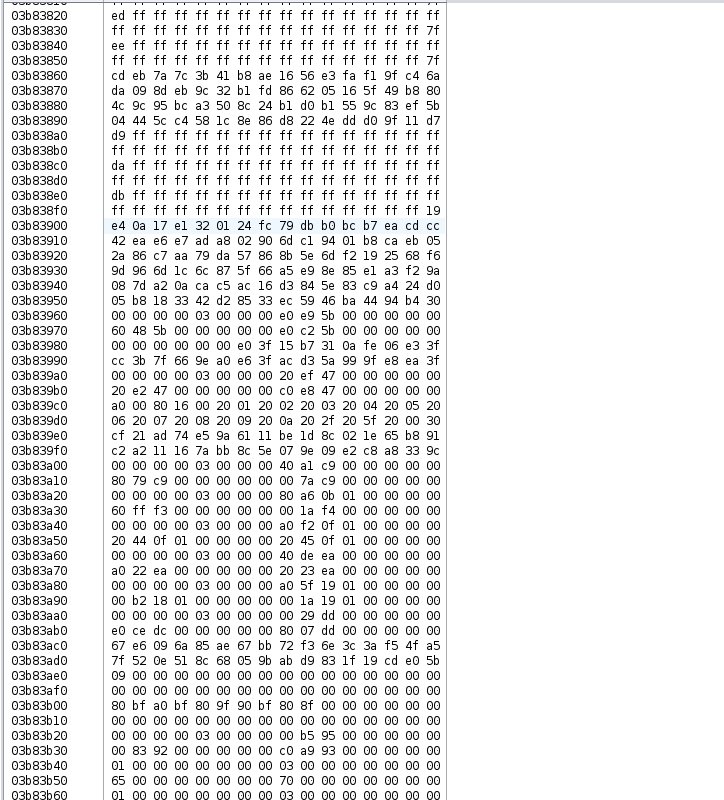 03b83820 ed ff ff ff ff ff ff ff ff ff ff ff ff ff ff ff
03b83830 ff ff ff ff ff ff ff ff ff ff ff ff ff ff ff 7f
03b83840 ee ff ff ff ff ff ff ff ff ff ff ff ff ff ff ff
03b83850 ff ff ff ff ff ff ff ff ff ff ff ff ff ff ff 7f
03b83860 cd eb 7a 7c 3b 41 b8 ae 16 56 e3 fa f1 9f c4 6a
03b83870 da 09 8d eb 9c 32 b1 fd 86 62 05 16 5f 49 b8 80
03b83880 4c 9c 95 bc a3 50 8c 24 b1 d0 b1 55 9c 83 ef 5b
03b83890 04 44 5c c4 58 1c 8e 86 d8 22 4e dd d0 9f 11 d7
03b838a0 d9 ff ff ff ff ff ff ff ff ff ff ff ff ff ff ff
03b838b0 ff ff ff ff ff ff ff ff ff ff ff ff ff ff ff ff
03b838c0 da ff ff ff ff ff ff ff ff ff ff ff ff ff ff ff
03b838d0 ff ff ff ff ff ff ff ff ff ff ff ff ff ff ff ff
03b838e0 db ff ff ff ff ff ff ff ff ff ff ff ff ff ff ff
03b838f0 ff ff ff ff ff ff ff ff ff ff ff ff ff ff ff 19
03b83900 e4 0a 17 e1 32 01 24 fc 79 db b0 bc b7 ea cd cc
03b83910 42 ea e6 e7 ad a8 02 90 6d c1 94 01 b8 ca eb 05
03b83920 2a 86 c7 aa 79 da 57 86 8b 5e 6d f2 19 25 68 f6
03b83930 9d 96 6d 1c 6c 87 5f 66 a5 e9 8e 85 e1 a3 f2 9a
03b83940 08 7d a2 0a ca c5 ac 16 d3 84 5e 83 c9 a4 24 d0
03b83950 05 b8 18 33 42 d2 85 33 ec 59 46 ba 44 94 b4 30
03b83960 00 00 00 00 03 00 00 00 e0 e9 5b 00 00 00 00 00
03b83970 60 48 5b 00 00 00 00 00 e0 c2 5b 00 00 00 00 00
03b83980 00 00 00 00 00 00 e0 3f 15 b7 31 0a fe 06 e3 3f
03b83990 cc 3b 7f 66 9e a0 e6 3f ac d3 5a 99 9f e8 ea 3f
03b839a0 00 00 00 00 03 00 00 00 20 ef 47 00 00 00 00 00
03b839b0 20 e2 47 00 00 00 00 00 c0 e8 47 00 00 00 00 00
03b839c0 a0 00 80 16 00 20 01 20 02 20 03 20 04 20 05 20
03b839d0 06 20 07 20 08 20 09 20 0a 20 2f 20 5f 20 00 30
03b839e0 cf 21 ad 74 e5 9a 61 11 be 1d 8c 02 1e 65 b8 91
03b839f0 c2 a2 11 16 7a bb 8c 5e 07 9e 09 e2 c8 a8 33 9c
03b83a00 00 00 00 00 03 00 00 00 40 a1 c9 00 00 00 00 00
03b83a10 80 79 c9 00 00 00 00 00 00 7a c9 00 00 00 00 00
03b83a20 00 00 00 00 03 00 00 00 80 a6 0b 01 00 00 00 00
03b83a30 60 ff f3 00 00 00 00 00 00 1a f4 00 00 00 00 00
03b83a40 00 00 00 00 03 00 00 00 a0 f2 0f 01 00 00 00 00
03b83a50 20 44 0f 01 00 00 00 00 20 45 0f 01 00 00 00 00
03b83a60 00 00 00 00 03 00 00 00 40 de ea 00 00 00 00 00
03b83a70 a0 22 ea 00 00 00 00 00 20 23 ea 00 00 00 00 00
03b83a80 00 00 00 00 03 00 00 00 a0 5f 19 01 00 00 00 00
03b83a90 00 b2 18 01 00 00 00 00 00 1a 19 01 00 00 00 00
03b83aa0 00 00 00 00 03 00 00 00 00 29 dd 00 00 00 00 00
03b83ab0 e0 ce dc 00 00 00 00 00 80 07 dd 00 00 00 00 00
03b83ac0 67 e6 09 6a 85 ae 67 bb 72 f3 6e 3c 3a f5 4f a5
03b83ad0 7f 52 0e 51 8c 68 05 9b ab d9 83 1f 19 cd e0 5b
03b83ae0 09 00 00 00 00 00 00 00 00 00 00 00 00 00 00 00
03b83af0 00 00 00 00 00 00 00 00 00 00 00 00 00 00 00 00
03b83b00 80 bf a0 bf 80 9f 90 bf 80 8f 00 00 00 00 00 00
03b83b10 00 00 00 00 00 00 00 00 00 00 00 00 00 00 00 00
03b83b20 00 00 00 00 03 00 00 00 00 b5 95 00 00 00 00 00
03b83b30 00 83 92 00 00 00 00 00 c0 a9 93 00 00 00 00 00
03b83b40 01 00 00 00 00 00 00 00 03 00 00 00 00 00 00 00
03b83b50 65 00 00 00 00 00 00 00 70 00 00 00 00 00 00 00
03b83b60 01 00 00 00 00 00 00 00 03 00 00 00 00 00 00 00